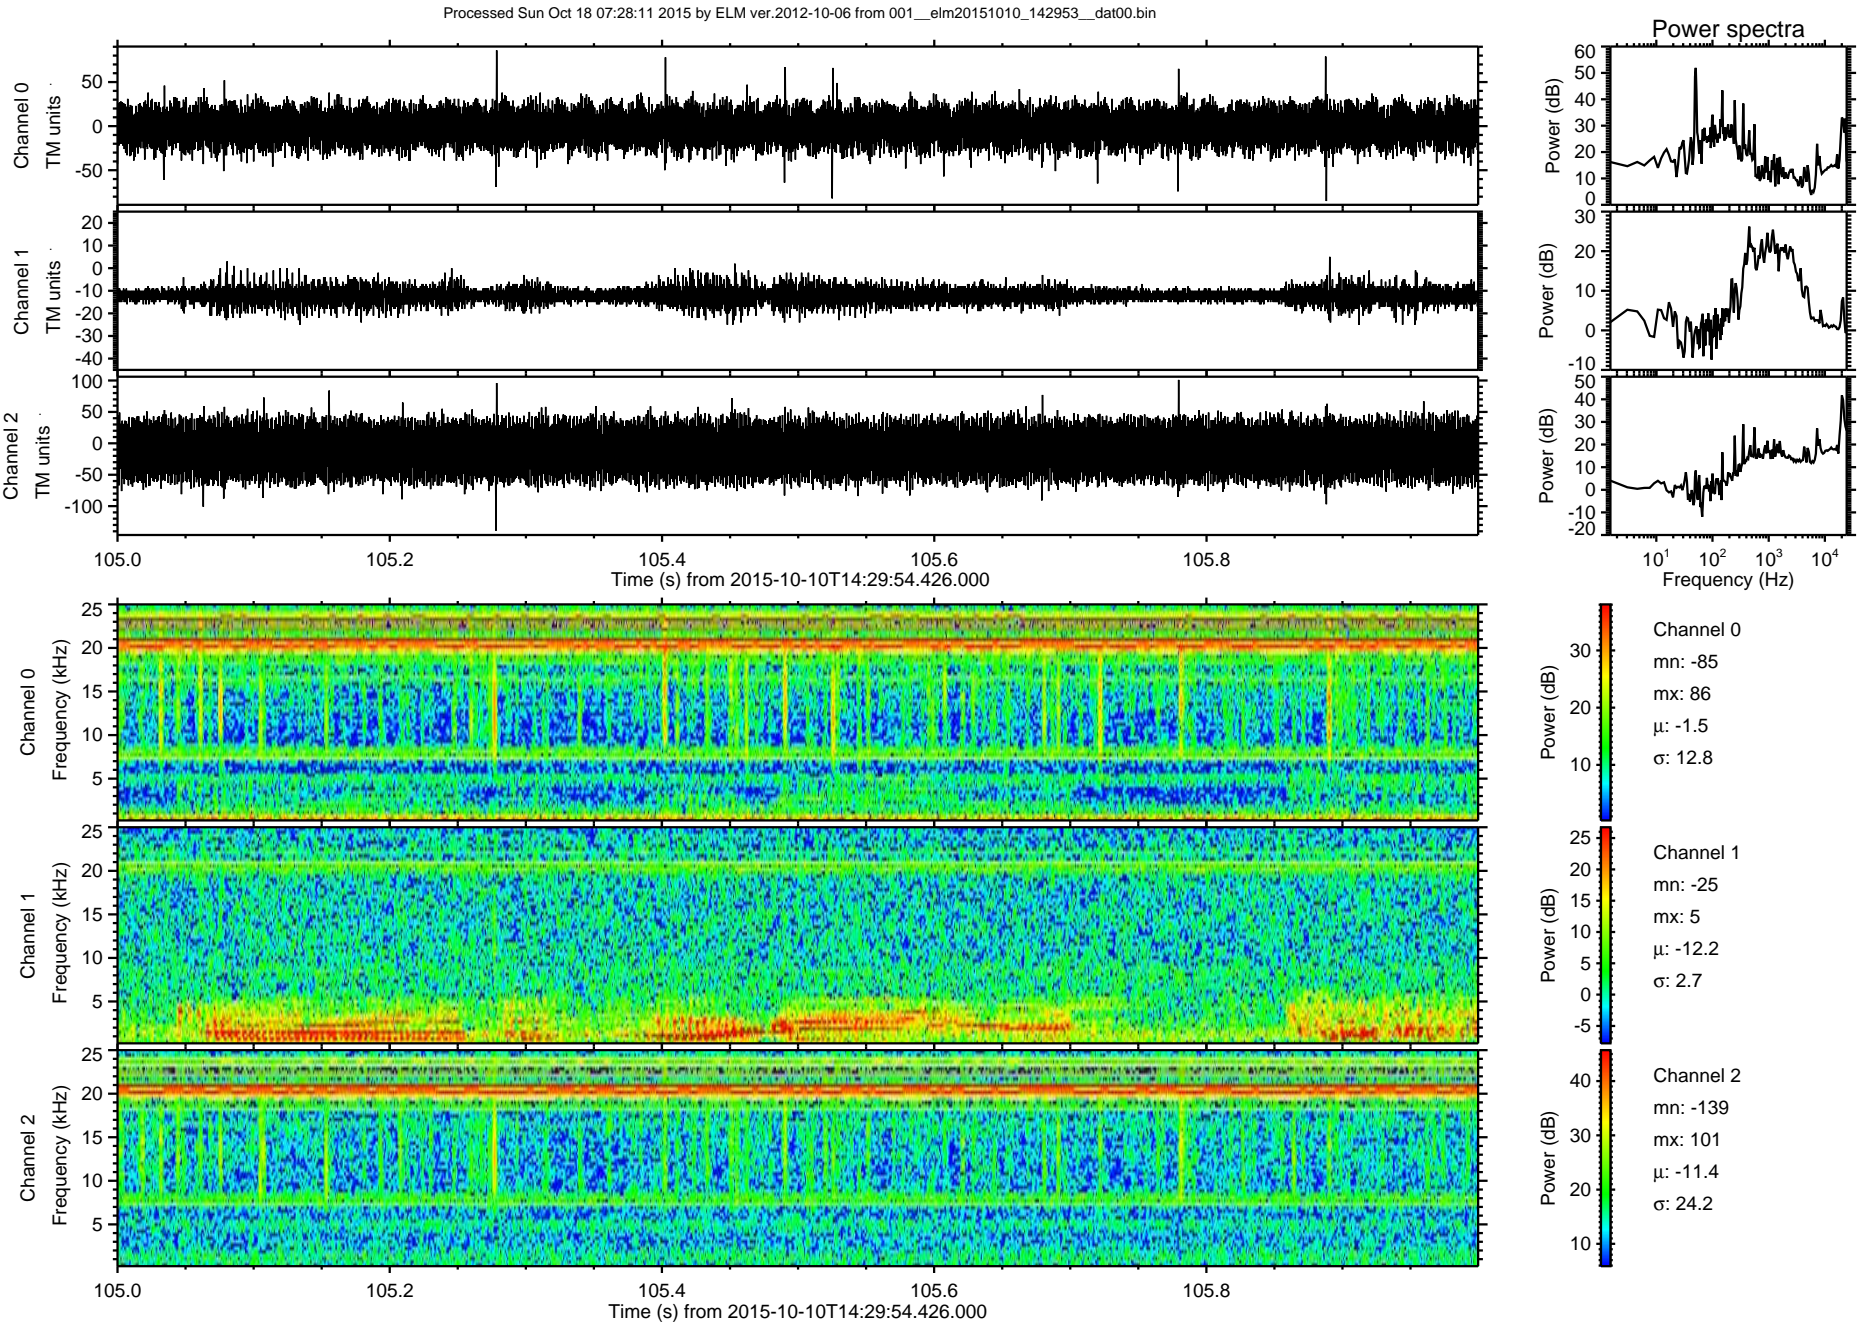 Processed Sun Oct 18 07:28:11 2015 by ELM ver.2012-10-06 from 001__elm20151010_142953__dat00.bin
Power spectra
Channel 0
TM units
50
0
-50
Power (dB)
60
50
40
30
20
10
0
Channel 1
TM units
20
10
0
-10
-20
-30
-40
Power (dB)
30
20
10
0
-10
Channel 2
TM units
100
50
0
-50
-100
Power (dB)
50
40
30
20
10
0
-10
-20
105.0 105.2 105.4 105.6 105.8
Time (s) from 2015-10-10T14:29:54.426.000
10^1 10^2 10^3 10^4
Frequency (Hz)
Channel 0
Frequency (kHz)
25
20
15
10
5
Power (dB)
30
20
10
Channel 0
mn: -85
mx: 86
μ: -1.5
σ: 12.8
Channel 1
Frequency (kHz)
25
20
15
10
5
Power (dB)
25
20
15
10
5
0
-5
Channel 1
mn: -25
mx: 5
μ: -12.2
σ: 2.7
Channel 2
Frequency (kHz)
25
20
15
10
5
Power (dB)
40
30
20
10
Channel 2
mn: -139
mx: 101
μ: -11.4
σ: 24.2
105.0 105.2 105.4 105.6 105.8
Time (s) from 2015-10-10T14:29:54.426.000